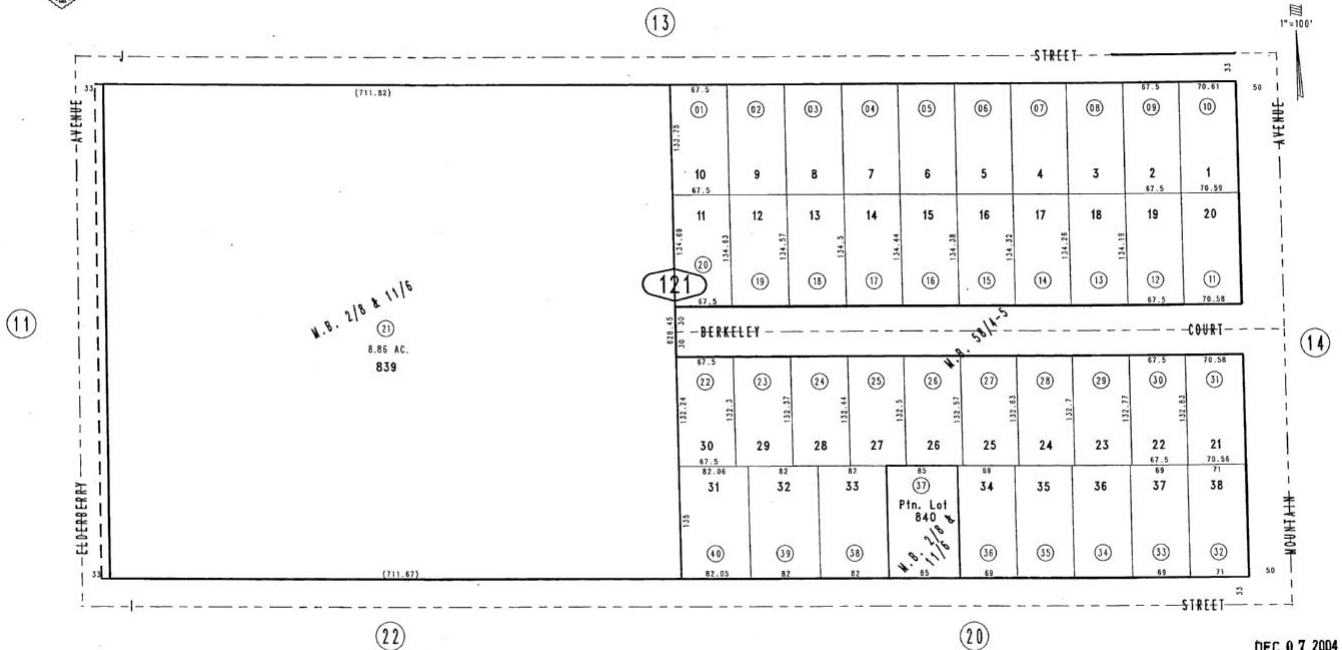 13
1"=100'
STREET
33
33
(711.82)
67.5
67.5
70.61
50
AVENUE
AVENUE
01 02 03 04 05 06 07 08 09 10
133.75
10 9 8 7 6 5 4 3 2 1
67.5
67.5
70.59
11 12 13 14 15 16 17 18 19 20
134.69 134.63 134.57 134.5 134.44 134.38 134.32 134.26 134.19
20 19 18 17 16 15 14 13 12 11
121
67.5
67.5
70.58
M.B. 2/8 & 11/6
21
8.86 AC.
839
11
628.45
30 30
BERKELEY
M.B. 58/4-5
COURT
14
67.5
67.5
70.58
22 23 24 25 26 27 28 29 30 31
132.24 132.3 132.37 132.44 132.5 132.57 132.63 132.7 132.77 132.83
30 29 28 27 26 25 24 23 22 21
67.5
67.5
70.56
82.06 82 82 85 69 69 71
31 32 33 37 34 35 36 37 38
Ptn. Lot
840
M.B. 2/8 &
11/6
135
40 39 38 36 35 34 33 32
ELDERBERRY
MOUNTAIN
33
(711.67)
82.05 82 82 85 69 69 71
50
33
STREET
22
20
DEC 07 2004